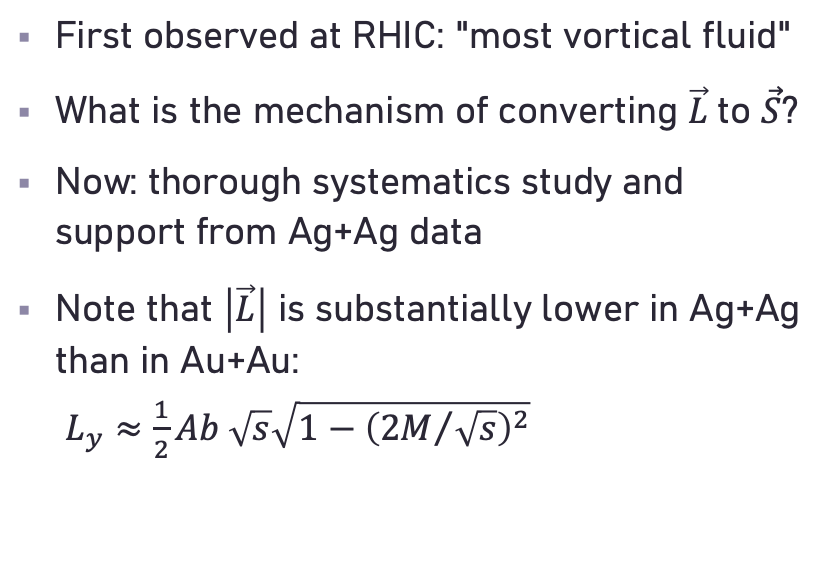 ▪ First observed at RHIC: "most vortical fluid"
▪ What is the mechanism of converting $\vec{L}$ to $\vec{S}$?
▪ Now: thorough systematics study and
support from Ag+Ag data
▪ Note that $|\vec{L}|$ is substantially lower in Ag+Ag
than in Au+Au:
$L_y \approx \frac{1}{2} Ab \sqrt{s} \sqrt{1 - (2M/\sqrt{s})^2}$